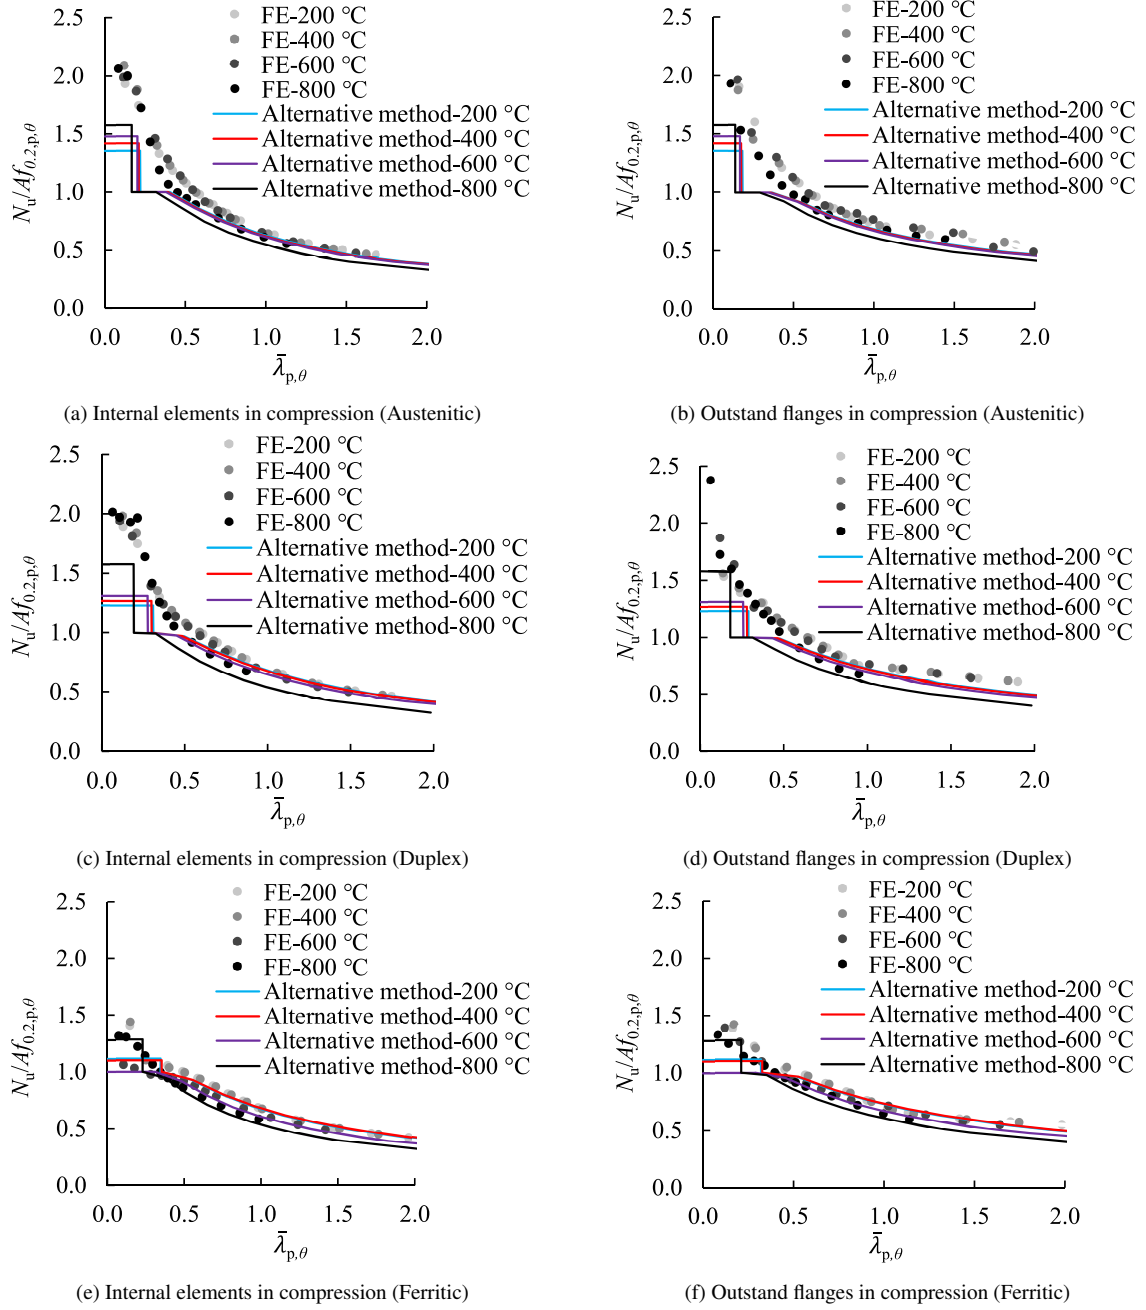 2.5
2.0
1.5
1.0
0.5
0.0
N_u/Af_0.2,p,θ
FE-200 °C
FE-400 °C
FE-600 °C
FE-800 °C
Alternative method-200 °C
Alternative method-400 °C
Alternative method-600 °C
Alternative method-800 °C
0.0 0.5 1.0 1.5 2.0
λ̄_p,θ
(a) Internal elements in compression (Austenitic)
2.5
2.0
1.5
1.0
0.5
0.0
N_u/Af_0.2,p,θ
FE-200 °C
FE-400 °C
FE-600 °C
FE-800 °C
Alternative method-200 °C
Alternative method-400 °C
Alternative method-600 °C
Alternative method-800 °C
0.0 0.5 1.0 1.5 2.0
λ̄_p,θ
(b) Outstand flanges in compression (Austenitic)
2.5
2.0
1.5
1.0
0.5
0.0
N_u/Af_0.2,p,θ
FE-200 °C
FE-400 °C
FE-600 °C
FE-800 °C
Alternative method-200 °C
Alternative method-400 °C
Alternative method-600 °C
Alternative method-800 °C
0.0 0.5 1.0 1.5 2.0
λ̄_p,θ
(c) Internal elements in compression (Duplex)
2.5
2.0
1.5
1.0
0.5
0.0
N_u/Af_0.2,p,θ
FE-200 °C
FE-400 °C
FE-600 °C
FE-800 °C
Alternative method-200 °C
Alternative method-400 °C
Alternative method-600 °C
Alternative method-800 °C
0.0 0.5 1.0 1.5 2.0
λ̄_p,θ
(d) Outstand flanges in compression (Duplex)
2.5
2.0
1.5
1.0
0.5
0.0
N_u/Af_0.2,p,θ
FE-200 °C
FE-400 °C
FE-600 °C
FE-800 °C
Alternative method-200 °C
Alternative method-400 °C
Alternative method-600 °C
Alternative method-800 °C
0.0 0.5 1.0 1.5 2.0
λ̄_p,θ
(e) Internal elements in compression (Ferritic)
2.5
2.0
1.5
1.0
0.5
0.0
N_u/Af_0.2,p,θ
FE-200 °C
FE-400 °C
FE-600 °C
FE-800 °C
Alternative method-200 °C
Alternative method-400 °C
Alternative method-600 °C
Alternative method-800 °C
0.0 0.5 1.0 1.5 2.0
λ̄_p,θ
(f) Outstand flanges in compression (Ferritic)